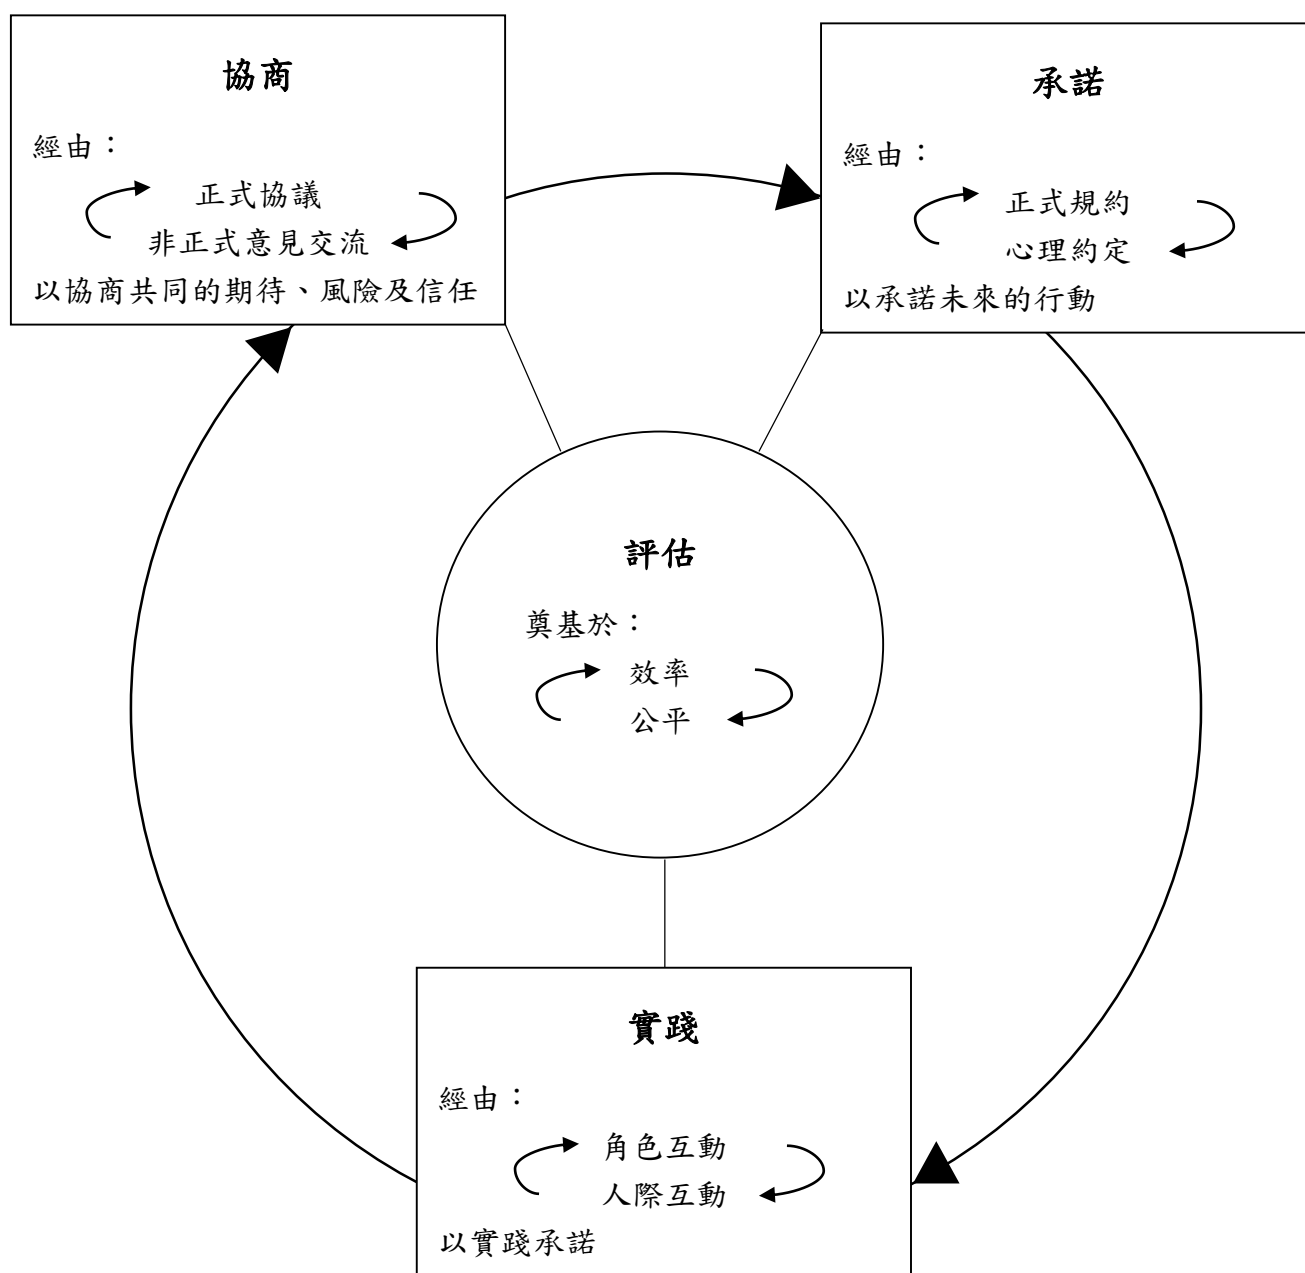 協商
經由：
正式協議
非正式意見交流
以協商共同的期待、風險及信任
承諾
經由：
正式規約
心理約定
以承諾未來的行動
評估
奠基於：
效率
公平
實踐
經由：
角色互動
人際互動
以實踐承諾